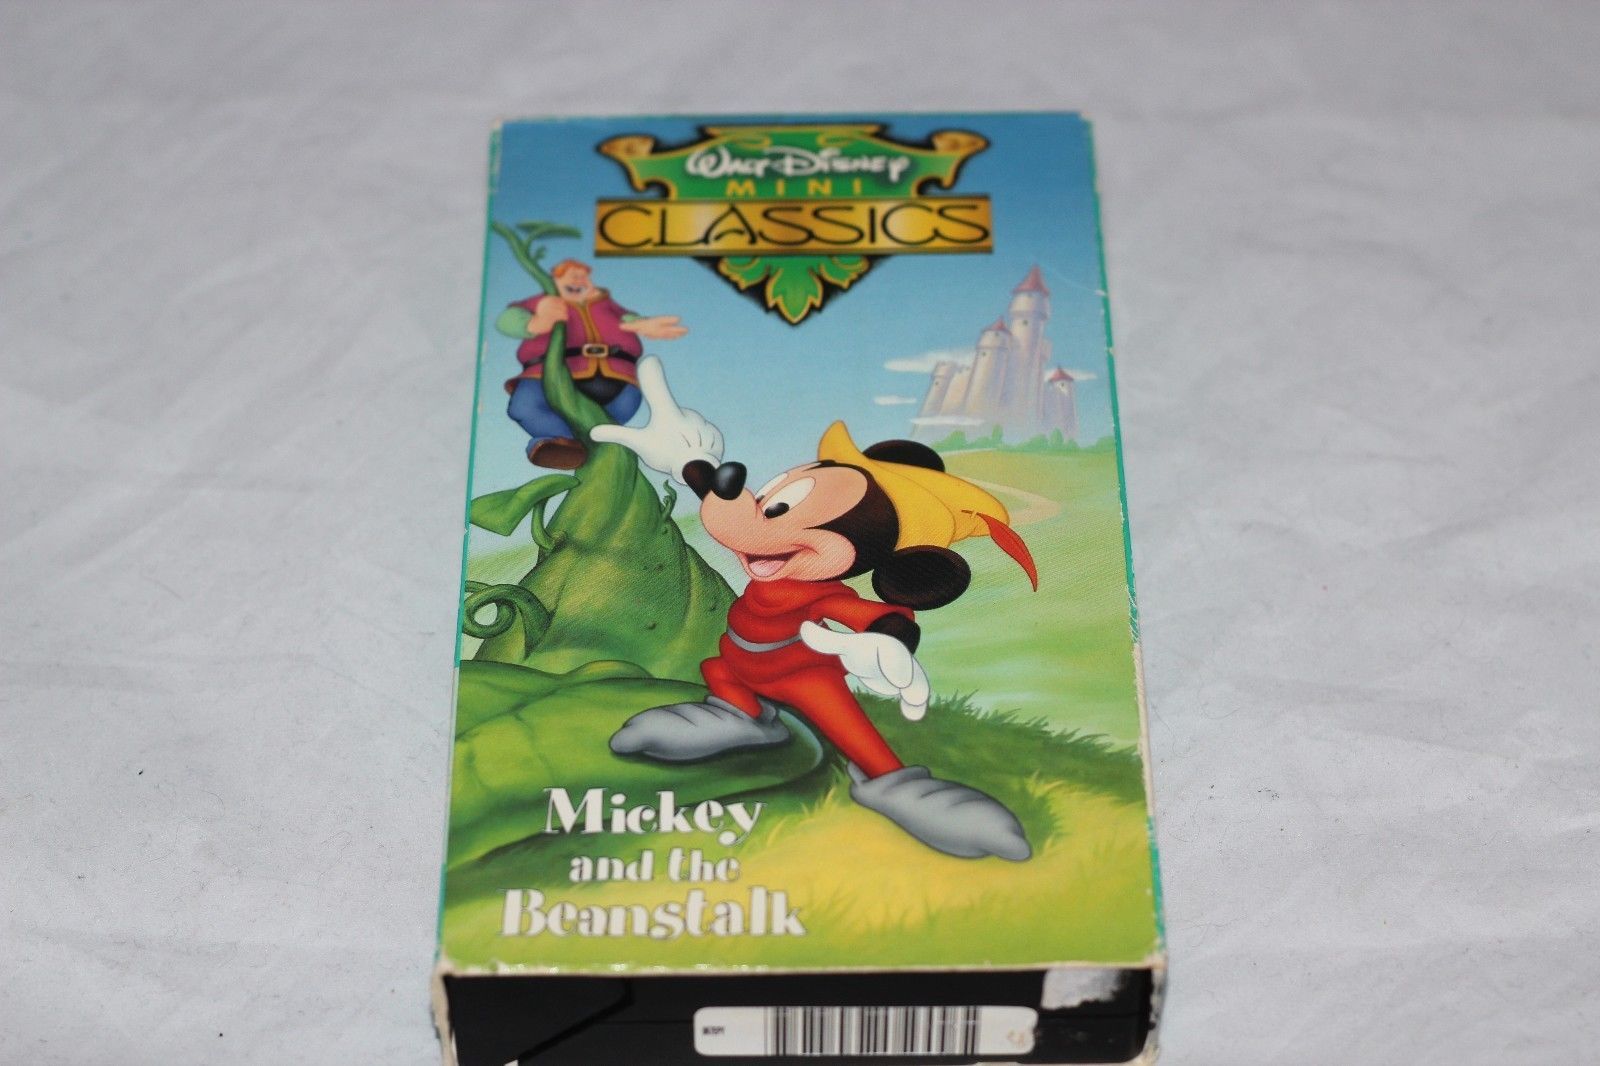 Walt Disney
MINI
CLASSICS
Mickey
and the
Beanstalk